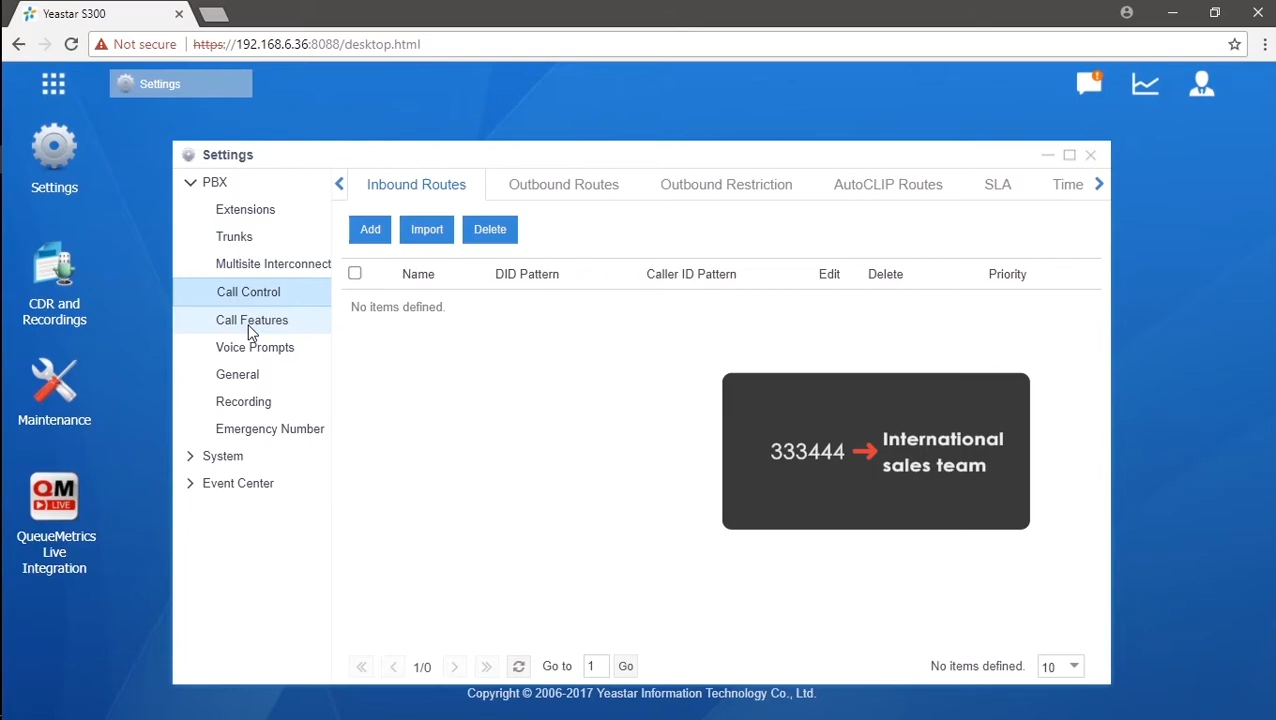 Yeastar S300
Not secure https://192.168.6.36:8088/desktop.html
Settings
Settings
CDR and
Recordings
Maintenance
QM
LIVE
QueueMetrics
Live
Integration
Settings
PBX
Extensions
Trunks
Multisite Interconnect
Call Control
Call Features
Voice Prompts
General
Recording
Emergency Number
System
Event Center
Inbound Routes Outbound Routes Outbound Restriction AutoCLIP Routes SLA Time
Add Import Delete
Name DID Pattern Caller ID Pattern Edit Delete Priority
No items defined.
333444 → International
sales team
1/0 Go to 1 Go No items defined. 10
Copyright © 2006-2017 Yeastar Information Technology Co., Ltd.